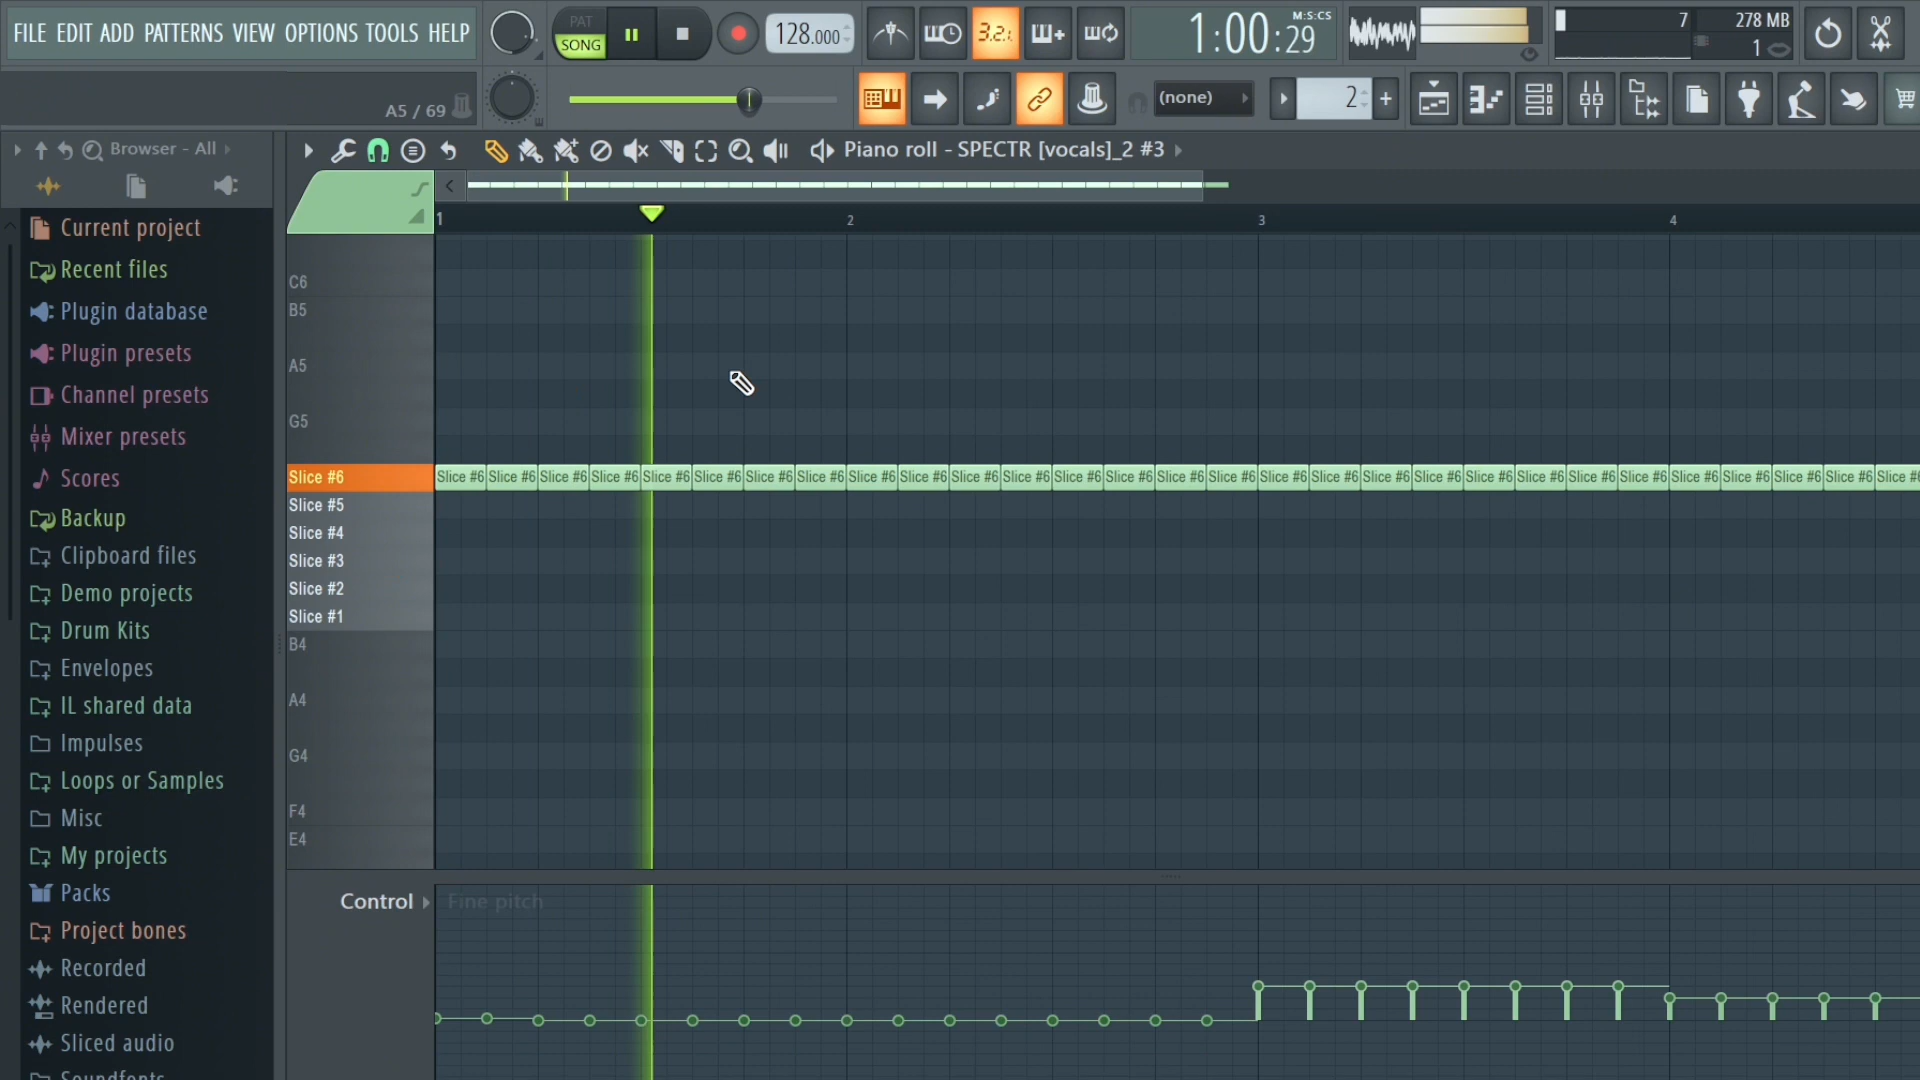 FILE EDIT ADD PATTERNS VIEW OPTIONS TOOLS HELP
PAT
SONG
128.000
3.2.
1:00:29
M:S:CS
7
278 MB
1
A5 / 69
(none)
2
Browser - All
Piano roll - SPECTR [vocals]_2 #3
Current project
Recent files
Plugin database
Plugin presets
Channel presets
Mixer presets
Scores
Backup
Clipboard files
Demo projects
Drum Kits
Envelopes
IL shared data
Impulses
Loops or Samples
Misc
My projects
Packs
Project bones
Recorded
Rendered
Sliced audio
Soundfonts
1 2 3 4
C6
B5
A5
G5
Slice #6
Slice #6 Slice #6 Slice #6 Slice #6 Slice #6 Slice #6 Slice #6 Slice #6 Slice #6 Slice #6 Slice #6 Slice #6 Slice #6 Slice #6 Slice #6 Slice #6 Slice #6 Slice #6 Slice #6 Slice #6 Slice #6 Slice #6 Slice #6 Slice #6 Slice #6 Slice #6 Slice #6 Slice #6 Slice #6
Slice #5
Slice #4
Slice #3
Slice #2
Slice #1
B4
A4
G4
F4
E4
Control
Fine pitch